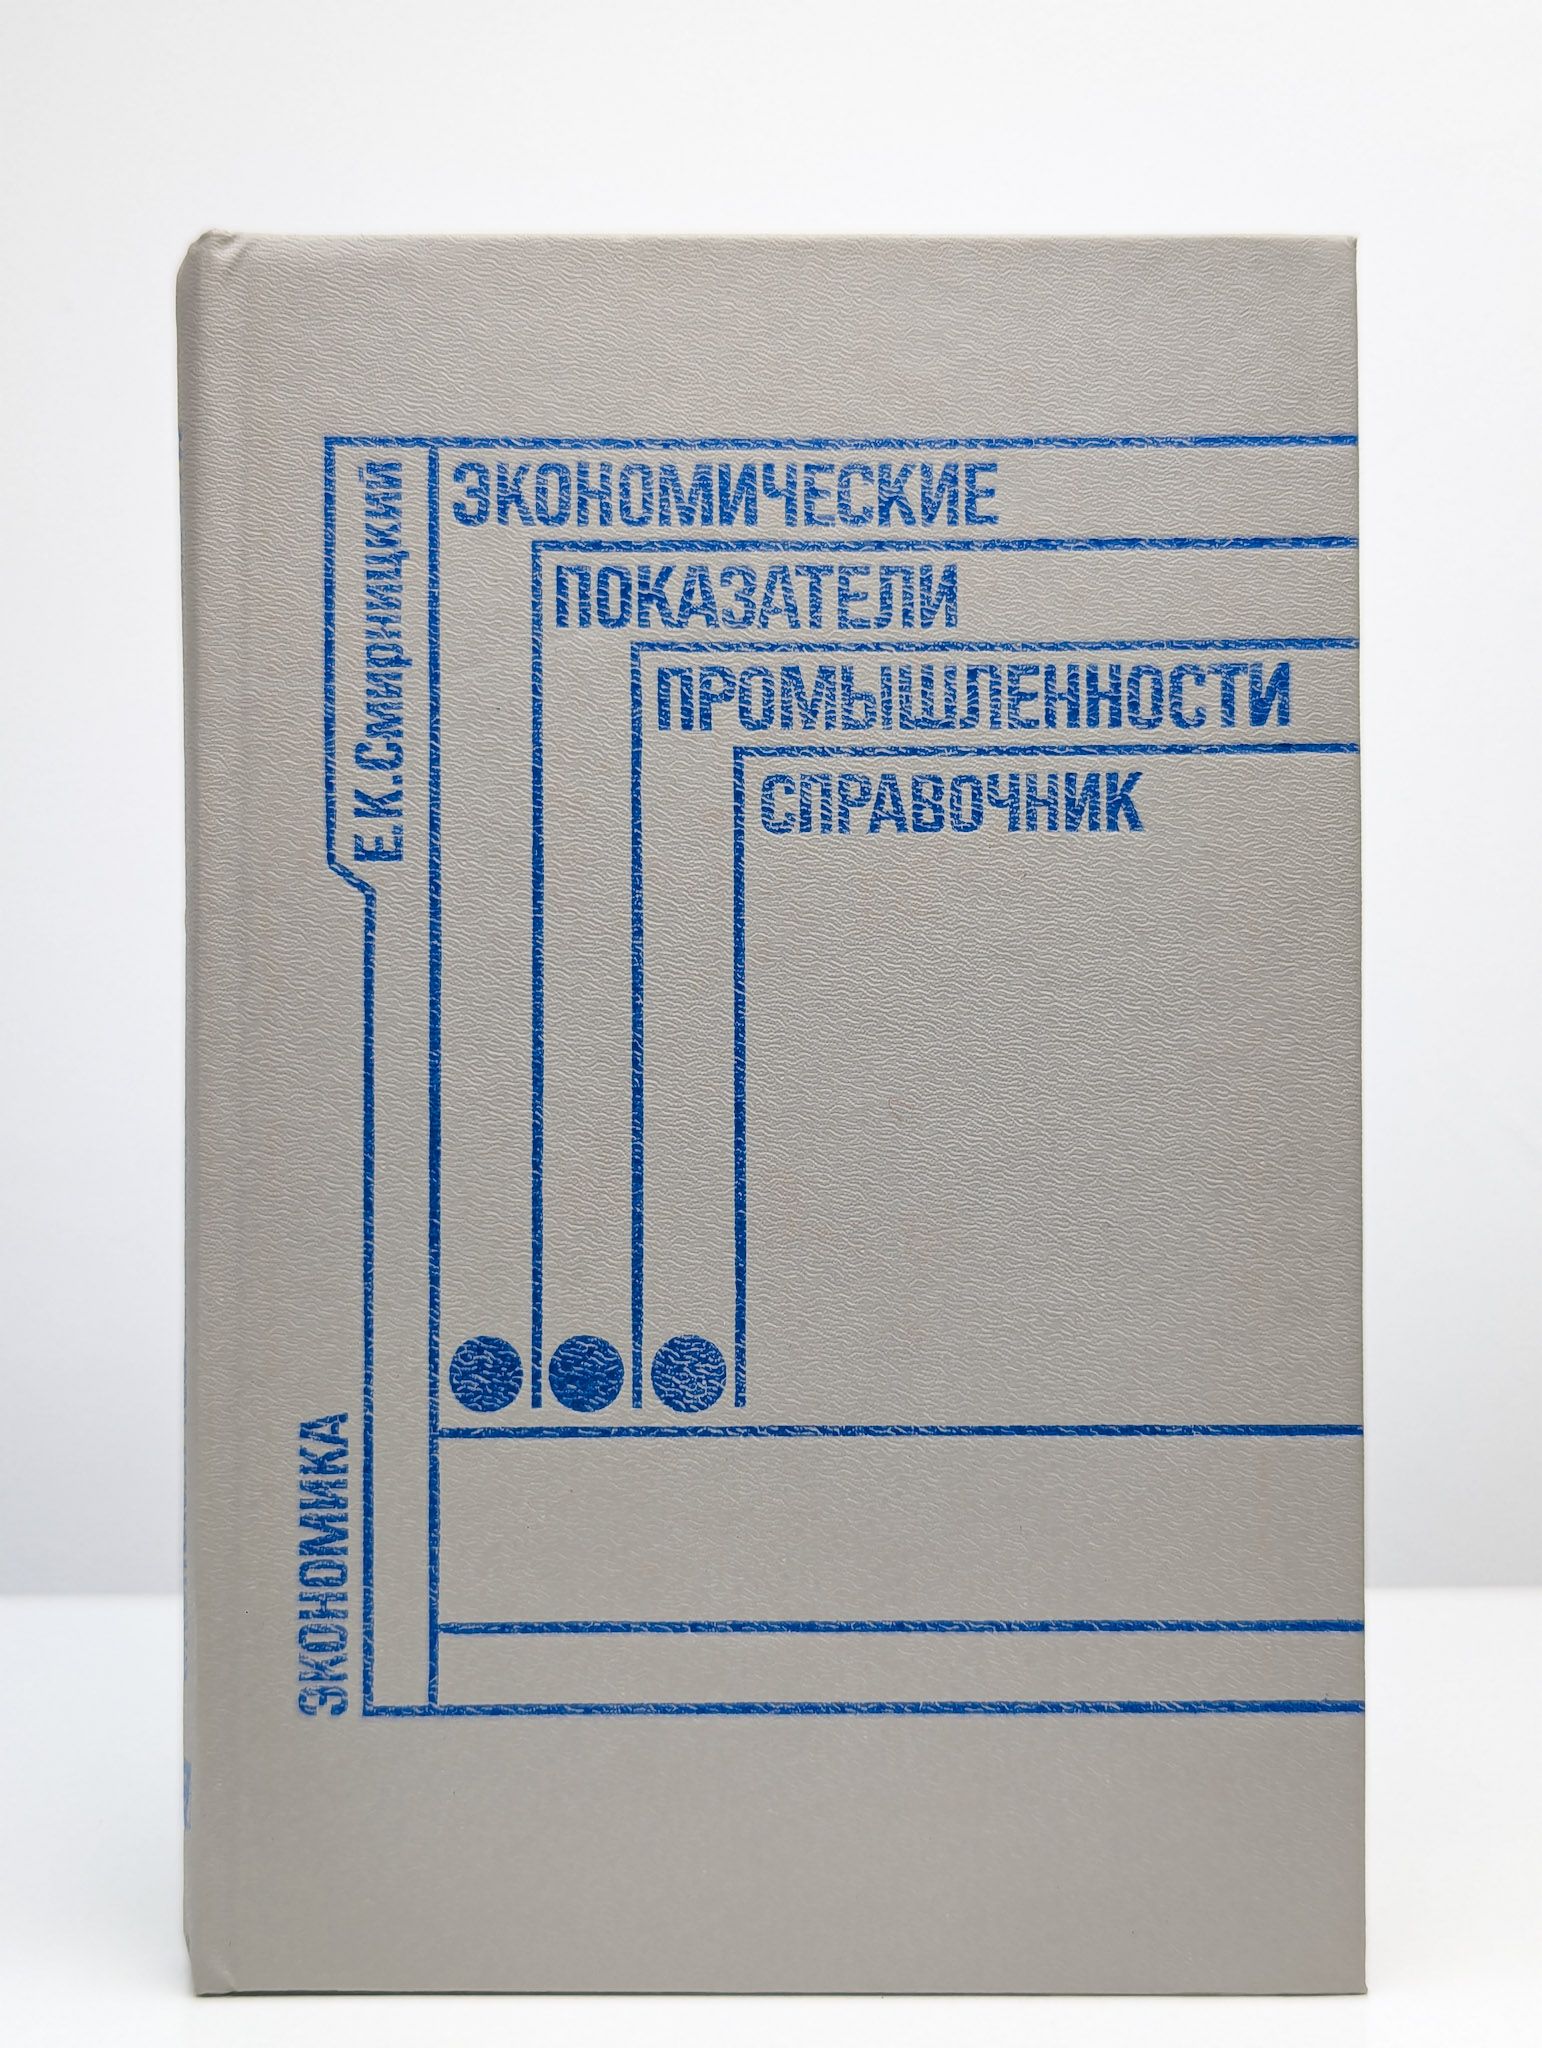 Е.К.Смирницкий
ЭКОНОМИЧЕСКИЕ
ПОКАЗАТЕЛИ
ПРОМЫШЛЕННОСТИ
СПРАВОЧНИК
ЭКОНОМИКА